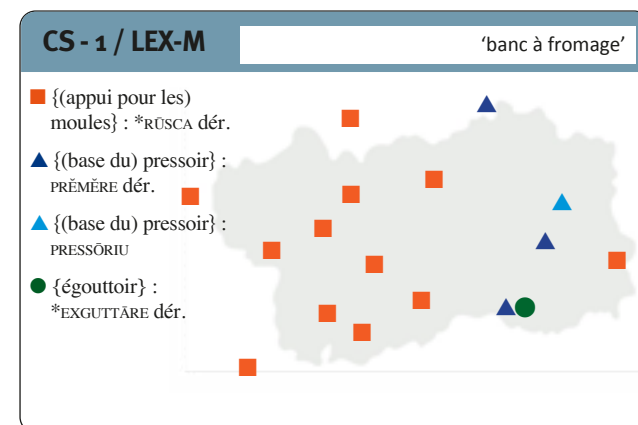 CS - 1 / LEX-M
‘banc à fromage’
{(appui pour les)
moules} : *RŪSCA dér.
{(base du) pressoir} :
PRĔMĔRE dér.
{(base du) pressoir} :
PRESSŌRIU
{égouttoir} :
*EXGUTTĀRE dér.